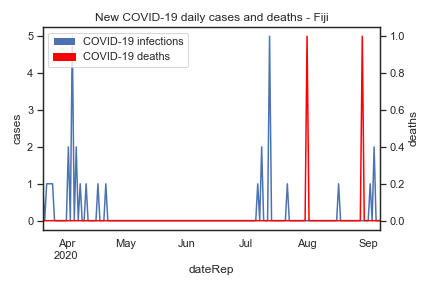 New COVID-19 daily cases and deaths - Fiji
COVID-19 infections
COVID-19 deaths
5
4
3
2
1
0
cases
1.0
0.8
0.6
0.4
0.2
0.0
deaths
Apr
2020
May
Jun
Jul
Aug
Sep
dateRep